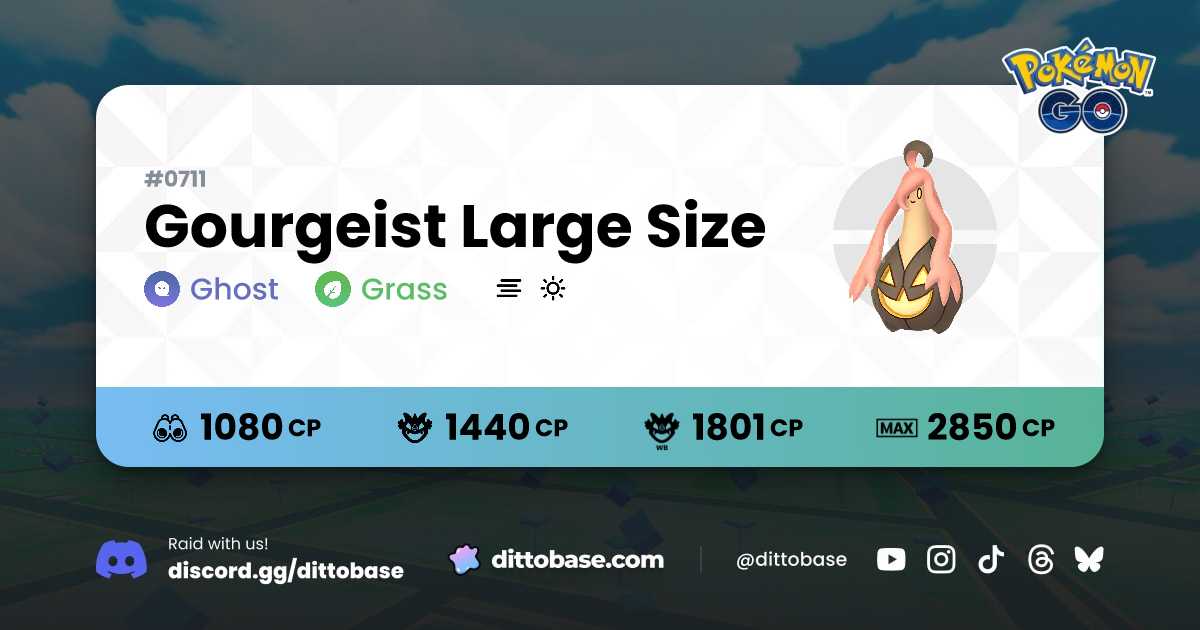 POKÉMON
GO
#0711
Gourgeist Large Size
Ghost Grass
1080 CP 1440 CP WB 1801 CP MAX 2850 CP
Raid with us!
discord.gg/dittobase
dittobase.com
@dittobase